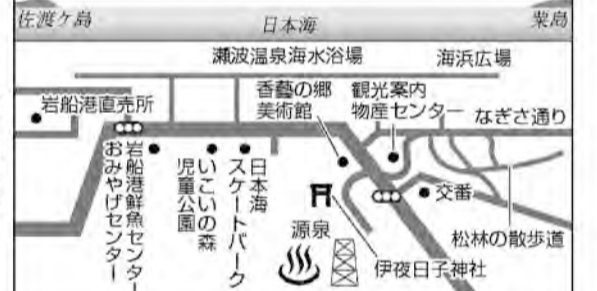 佐渡ヶ島
日本海
粟島
瀬波温泉海水浴場
海浜広場
岩船港直売所
香藝の郷
美術館
観光案内
物産センター
なぎさ通り
岩船港鮮魚センター
おみやげセンター
児童公園
いこいの森
日本海
スケートパーク
交番
源泉
伊夜日子神社
松林の散歩道